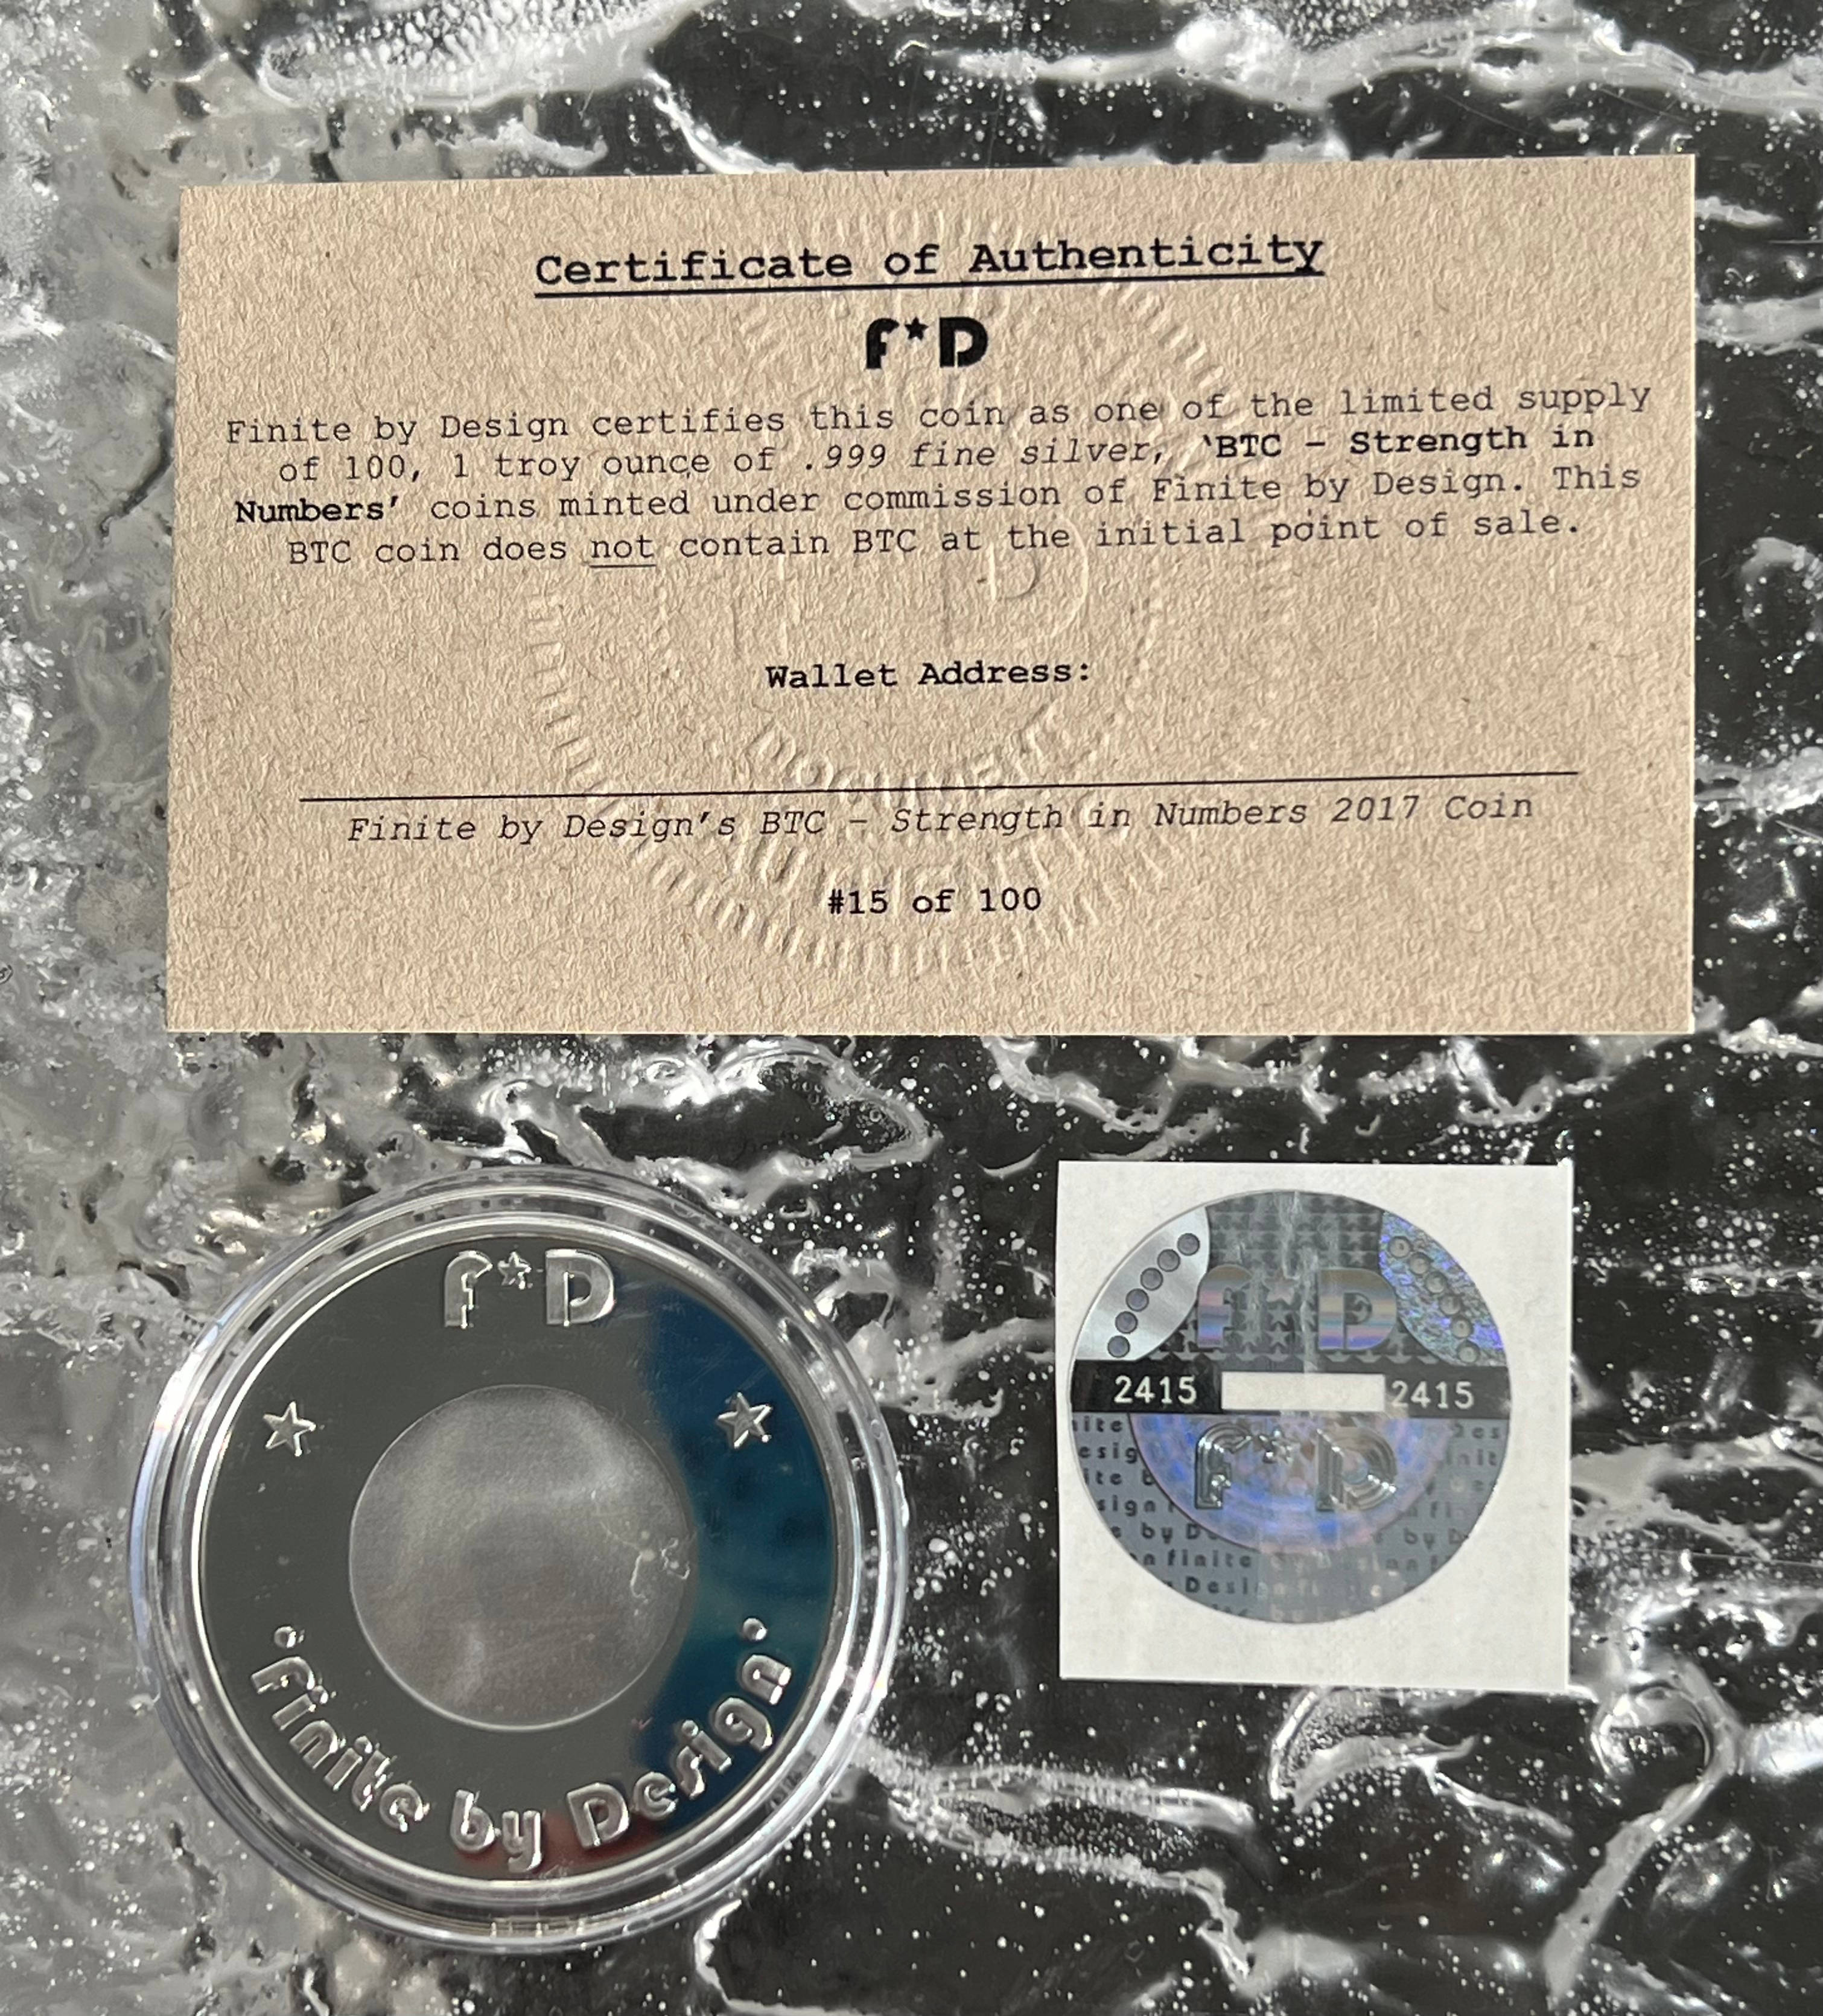 Certificate of Authenticity
f*D
Finite by Design certifies this coin as one of the limited supply
of 100, 1 troy ounce of .999 fine silver, ‘BTC – Strength in
Numbers’ coins minted under commission of Finite by Design. This
BTC coin does not contain BTC at the initial point of sale.
Wallet Address:
Finite by Design’s BTC – Strength in Numbers 2017 Coin
#15 of 100
f*D
• Finite by Design •
f*D
2415 2415
f*D
by D
finite
Desi